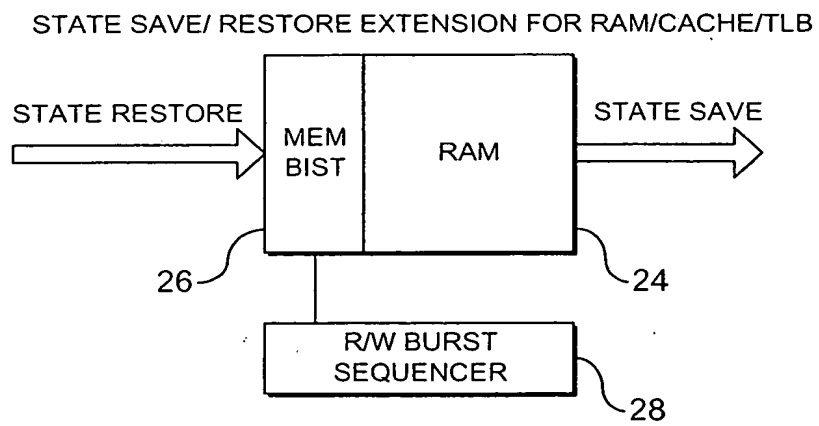 STATE SAVE/ RESTORE EXTENSION FOR RAM/CACHE/TLB
STATE RESTORE
MEM
BIST
RAM
STATE SAVE
26
24
R/W BURST
SEQUENCER
28